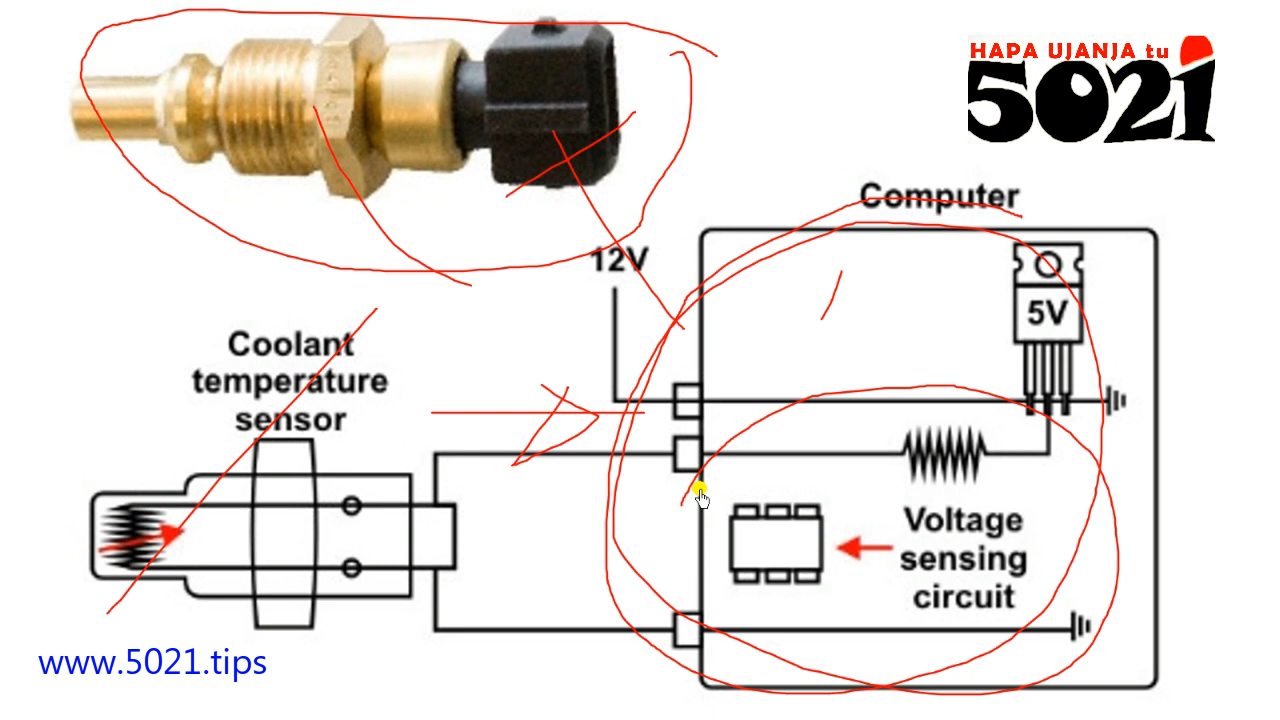 HAPA UJANJA tu
5021
Computer
12V
5V
Coolant
temperature
sensor
Voltage
sensing
circuit
www.5021.tips